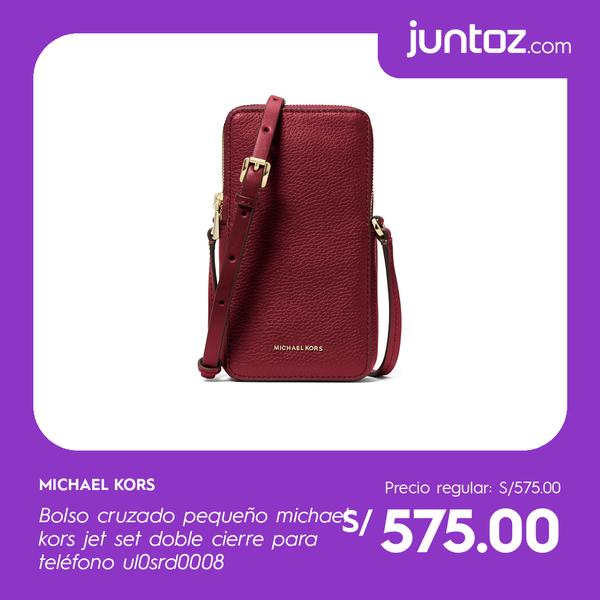 juntoz.com
MICHAEL KORS
MICHAEL KORS
Precio regular: S/575.00
Bolso cruzado pequeño michael
kors jet set doble cierre para
teléfono ul0srd0008
S/ 575.00